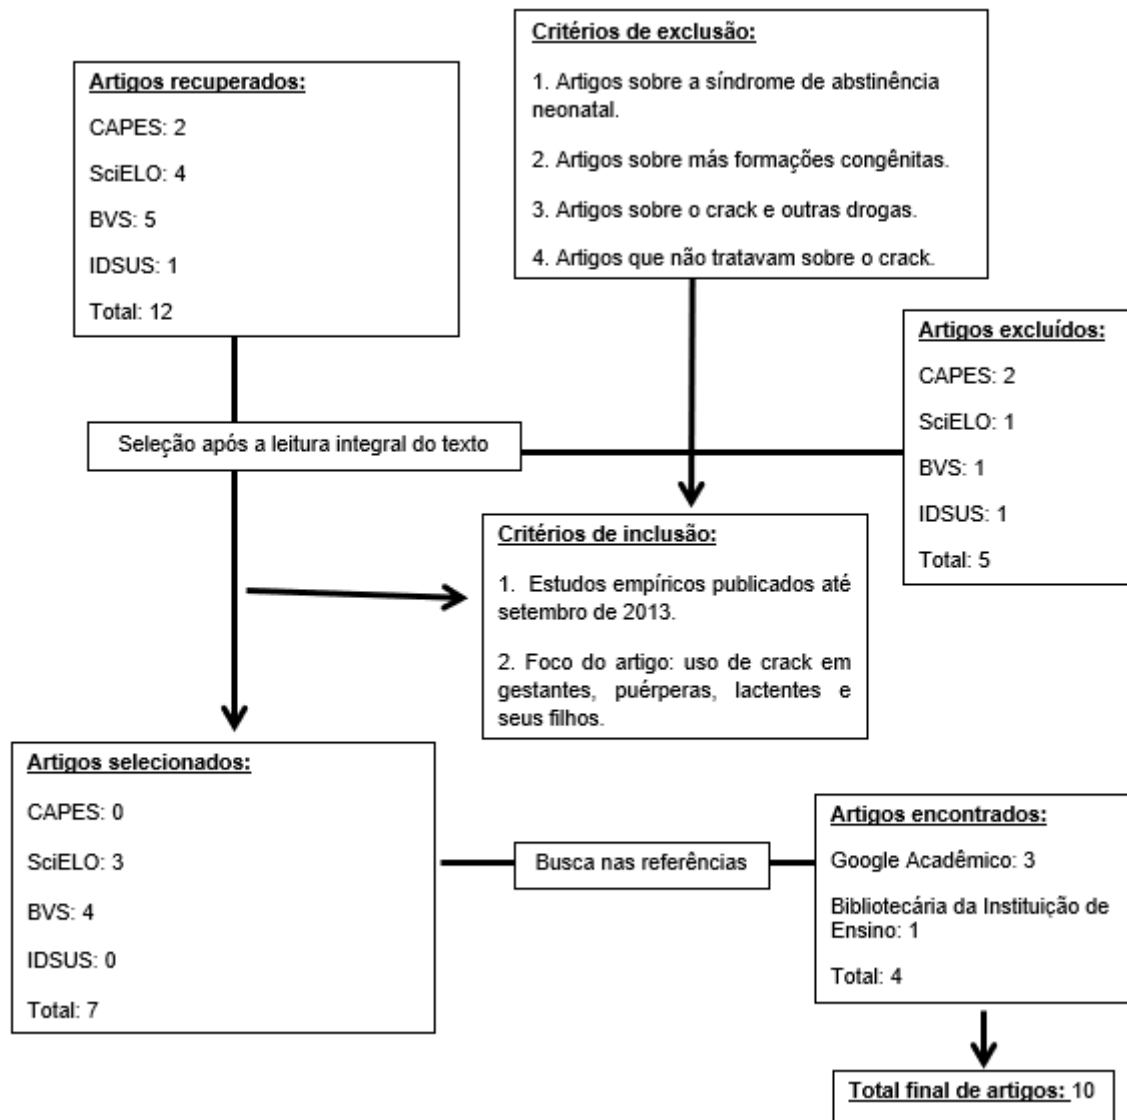 Artigos recuperados:
CAPES: 2
SciELO: 4
BVS: 5
IDSUS: 1
Total: 12
Critérios de exclusão:
1. Artigos sobre a síndrome de abstinência
neonatal.
2. Artigos sobre más formações congênitas.
3. Artigos sobre o crack e outras drogas.
4. Artigos que não tratavam sobre o crack.
Artigos excluídos:
CAPES: 2
SciELO: 1
BVS: 1
IDSUS: 1
Total: 5
Seleção após a leitura integral do texto
Critérios de inclusão:
1. Estudos empíricos publicados até
setembro de 2013.
2. Foco do artigo: uso de crack em
gestantes, puérperas, lactentes e
seus filhos.
Artigos selecionados:
CAPES: 0
SciELO: 3
BVS: 4
IDSUS: 0
Total: 7
Busca nas referências
Artigos encontrados:
Google Acadêmico: 3
Bibliotecária da Instituição de
Ensino: 1
Total: 4
Total final de artigos: 10